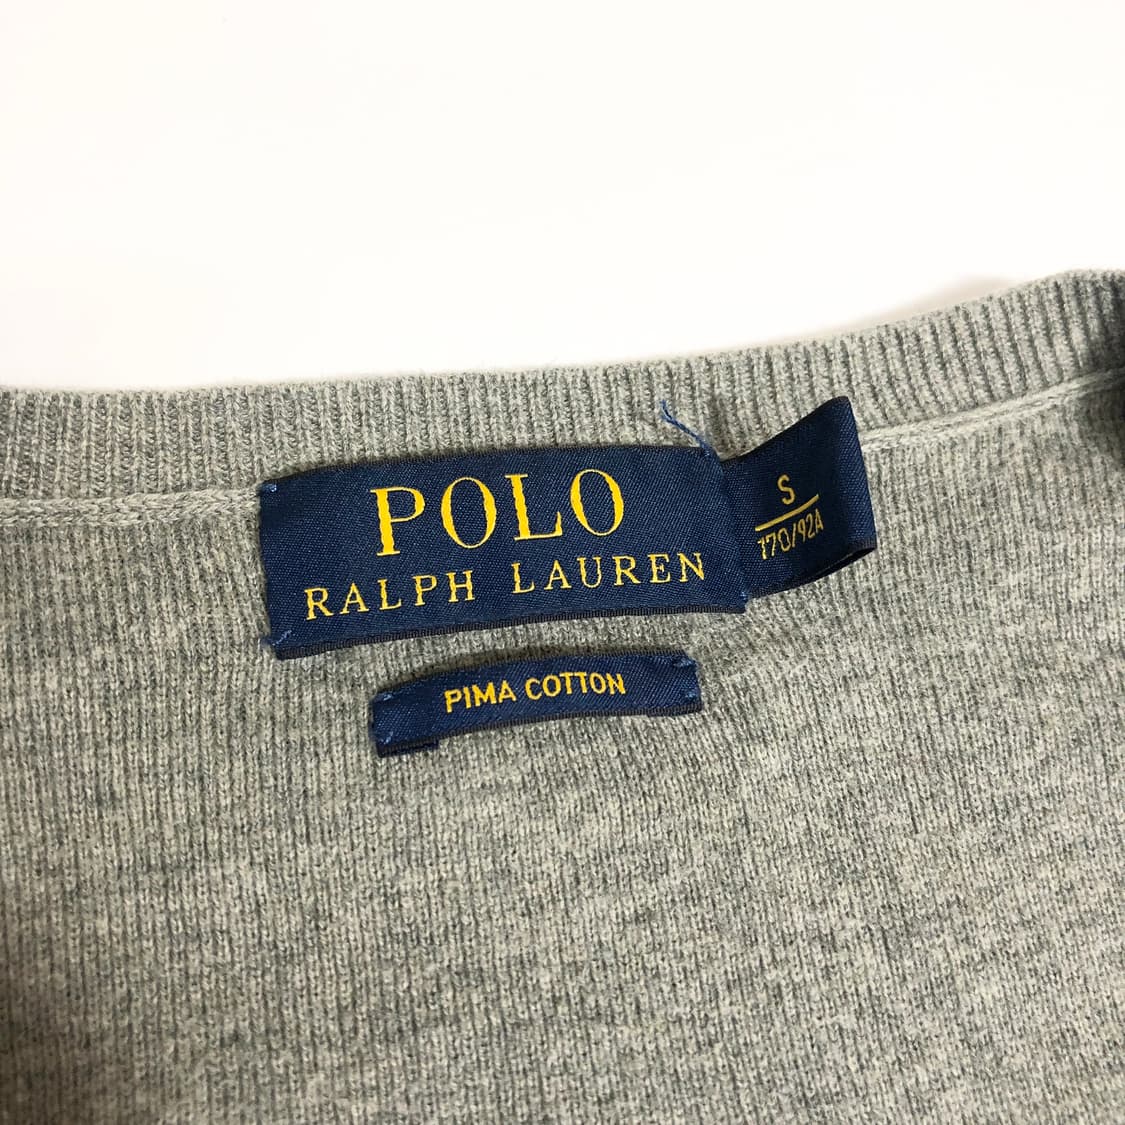 POLO
RALPH LAUREN
S
170/92A
PIMA COTTON